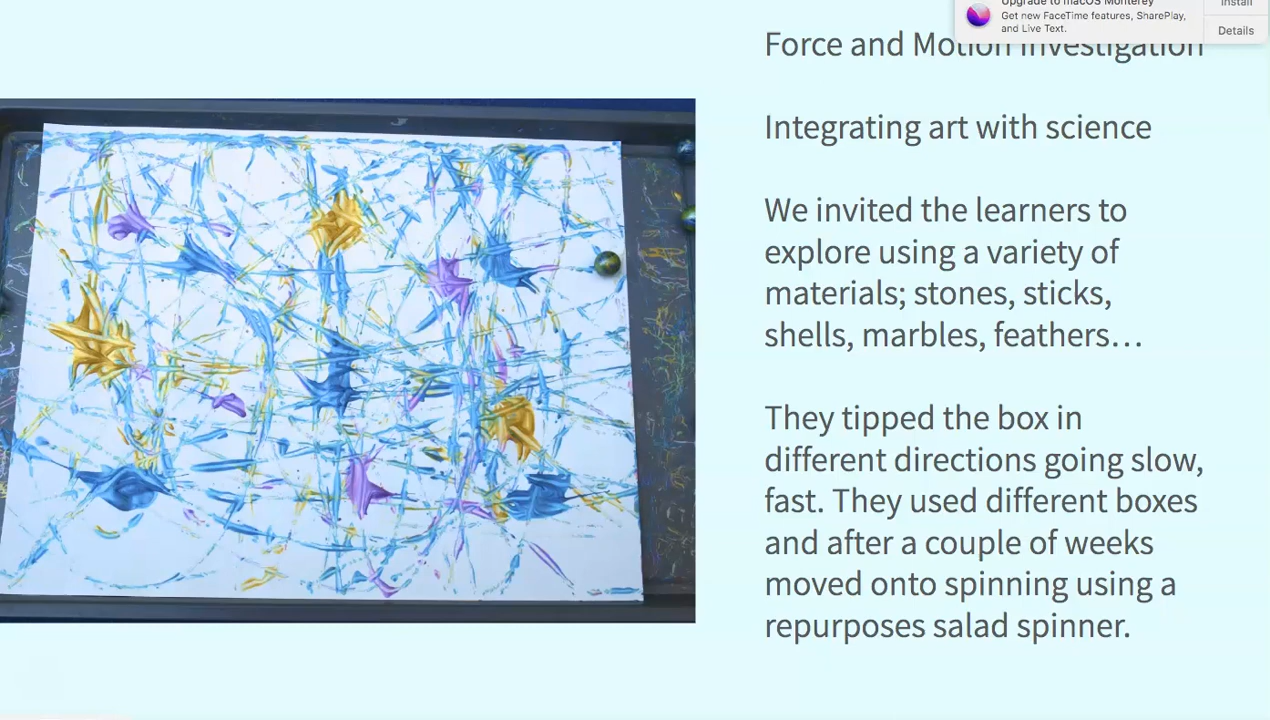 Upgrade to macOS Monterey
Install
Get new FaceTime features, SharePlay,
and Live Text.
Details
Force and Motion Investigation
Integrating art with science
We invited the learners to
explore using a variety of
materials; stones, sticks,
shells, marbles, feathers…
They tipped the box in
different directions going slow,
fast. They used different boxes
and after a couple of weeks
moved onto spinning using a
repurposes salad spinner.